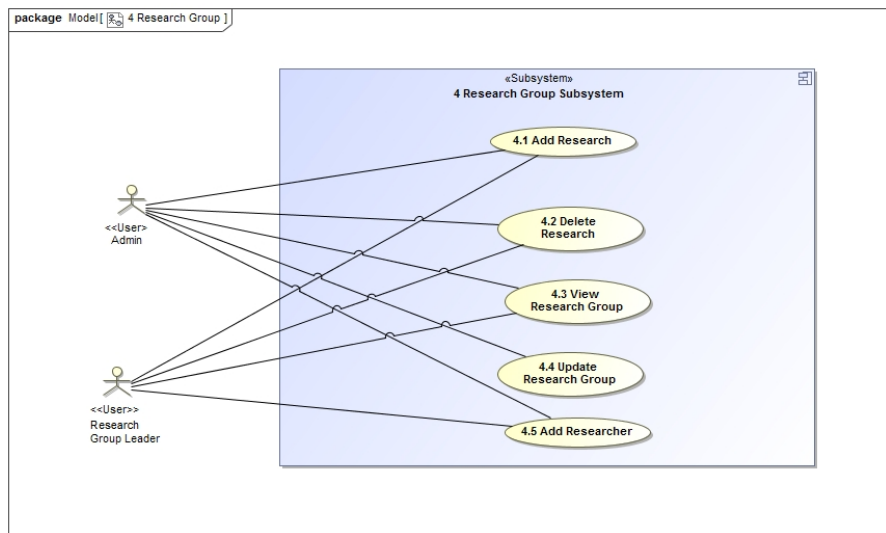 package Model[ 4 Research Group ]
«Subsystem»
4 Research Group Subsystem
4.1 Add Research
4.2 Delete
Research
4.3 View
Research Group
4.4 Update
Research Group
4.5 Add Researcher
<<User>
Admin
<<User>>
Research
Group Leader